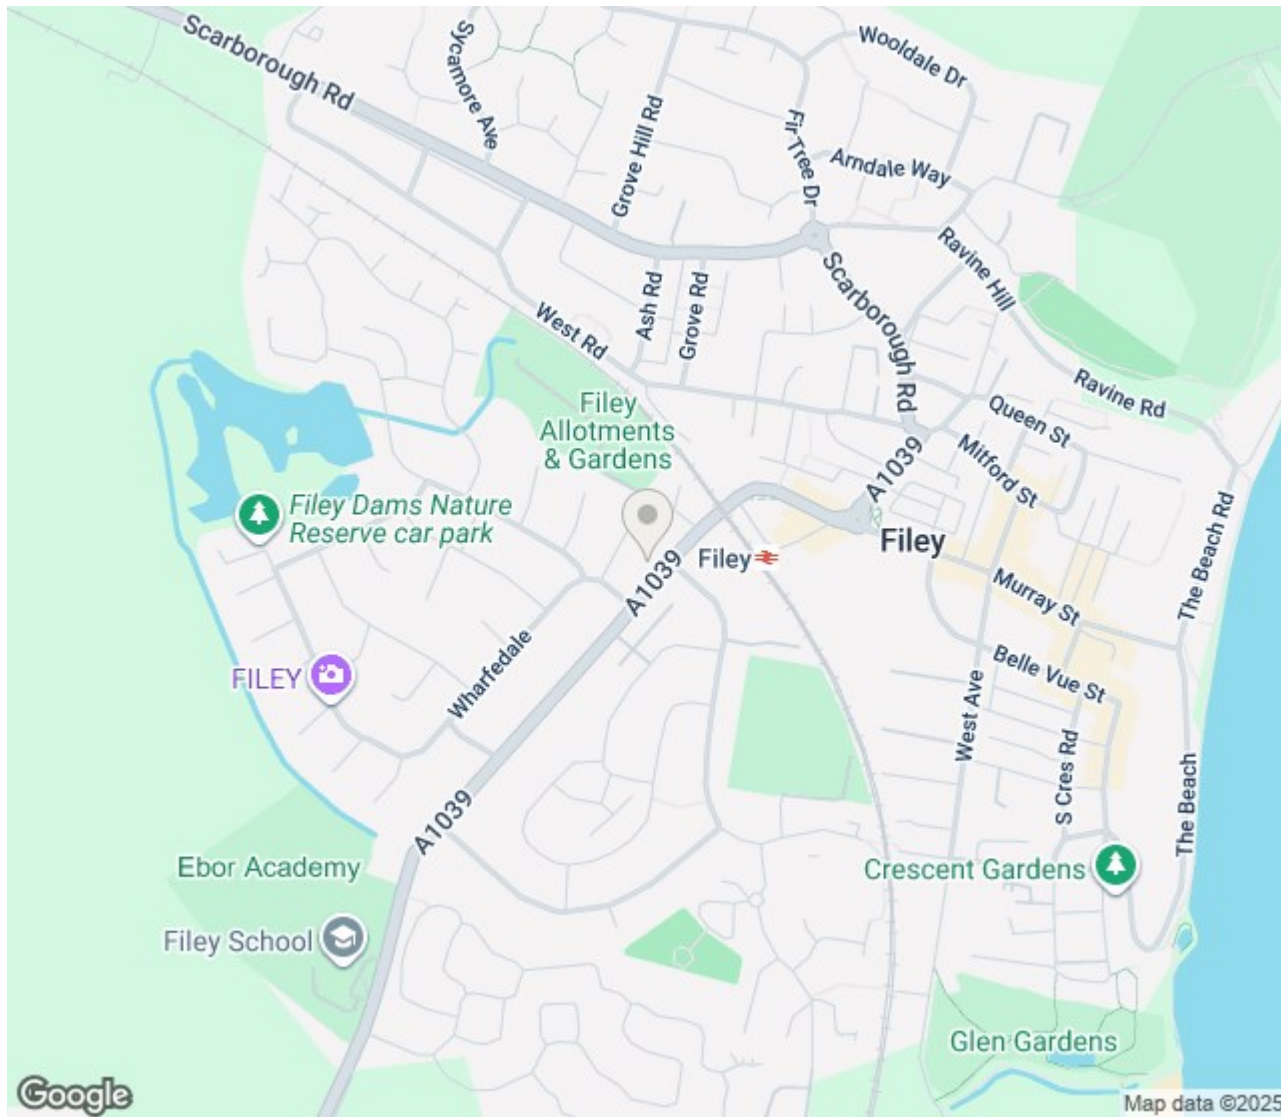 Scarborough Rd
Sycamore Ave
Grove Hill Rd
Wooldale Dr
Fir Tree Dr
Arndale Way
Ravine Hill
Scarborough Rd
Ash Rd
Grove Rd
West Rd
Ravine Rd
Filey
Allotments
& Gardens
Queen St
Mitford St
A1039
Filey Dams Nature
Reserve car park
Filey
Filey
A1039
The Beach Rd
Murray St
Wharfedale
FILEY
Belle Vue St
West Ave
S Cres Rd
The Beach
A1039
Ebor Academy
Crescent Gardens
Filey School
Glen Gardens
Google
Map data ©2025